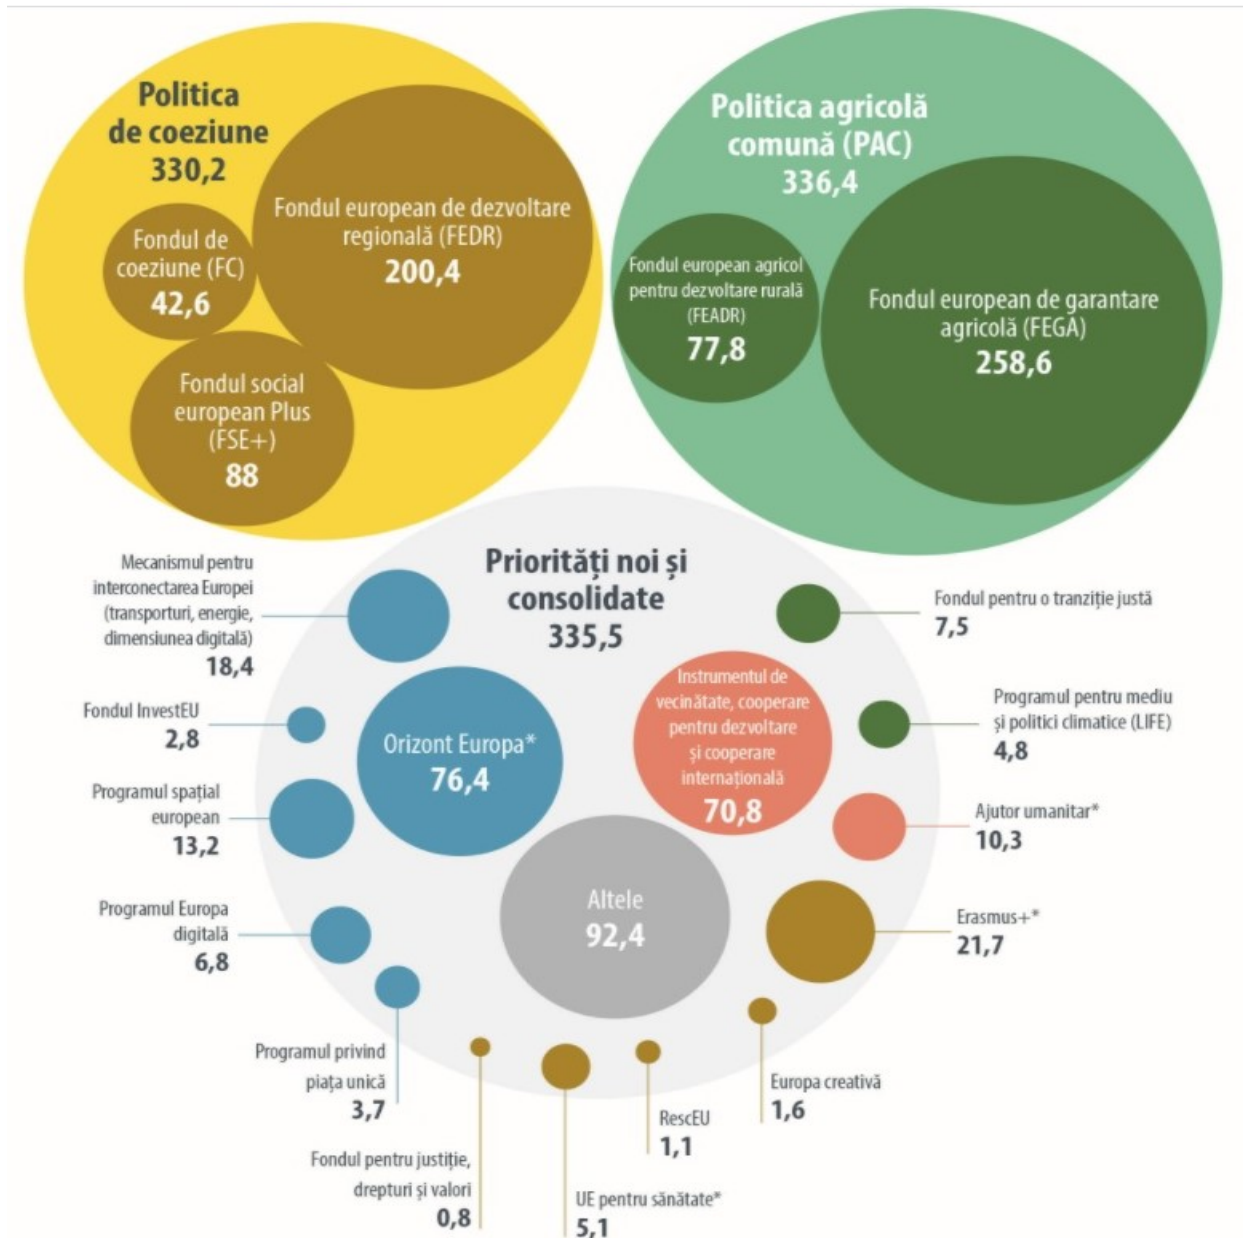 Politica
de coeziune
330,2
Fondul european de dezvoltare
regională (FEDR)
200,4
Fondul de
coeziune (FC)
42,6
Fondul social
european Plus
(FSE+)
88
Politica agricolă
comună (PAC)
336,4
Fondul european agricol
pentru dezvoltare rurală
(FEADR)
77,8
Fondul european de garantare
agricolă (FEGA)
258,6
Priorități noi și
consolidate
335,5
Mecanismul pentru
interconectarea Europei
(transporturi, energie,
dimensiunea digitală)
18,4
Fondul InvestEU
2,8
Programul spațial
european
13,2
Programul Europa
digitală
6,8
Programul privind
piața unică
3,7
Fondul pentru justiție,
drepturi și valori
0,8
UE pentru sănătate*
5,1
RescEU
1,1
Europa creativă
1,6
Erasmus+*
21,7
Ajutor umanitar*
10,3
Programul pentru mediu
și politici climatice (LIFE)
4,8
Fondul pentru o tranziție justă
7,5
Orizont Europa*
76,4
Instrumentul de
vecinătate, cooperare
pentru dezvoltare
și cooperare
internațională
70,8
Altele
92,4